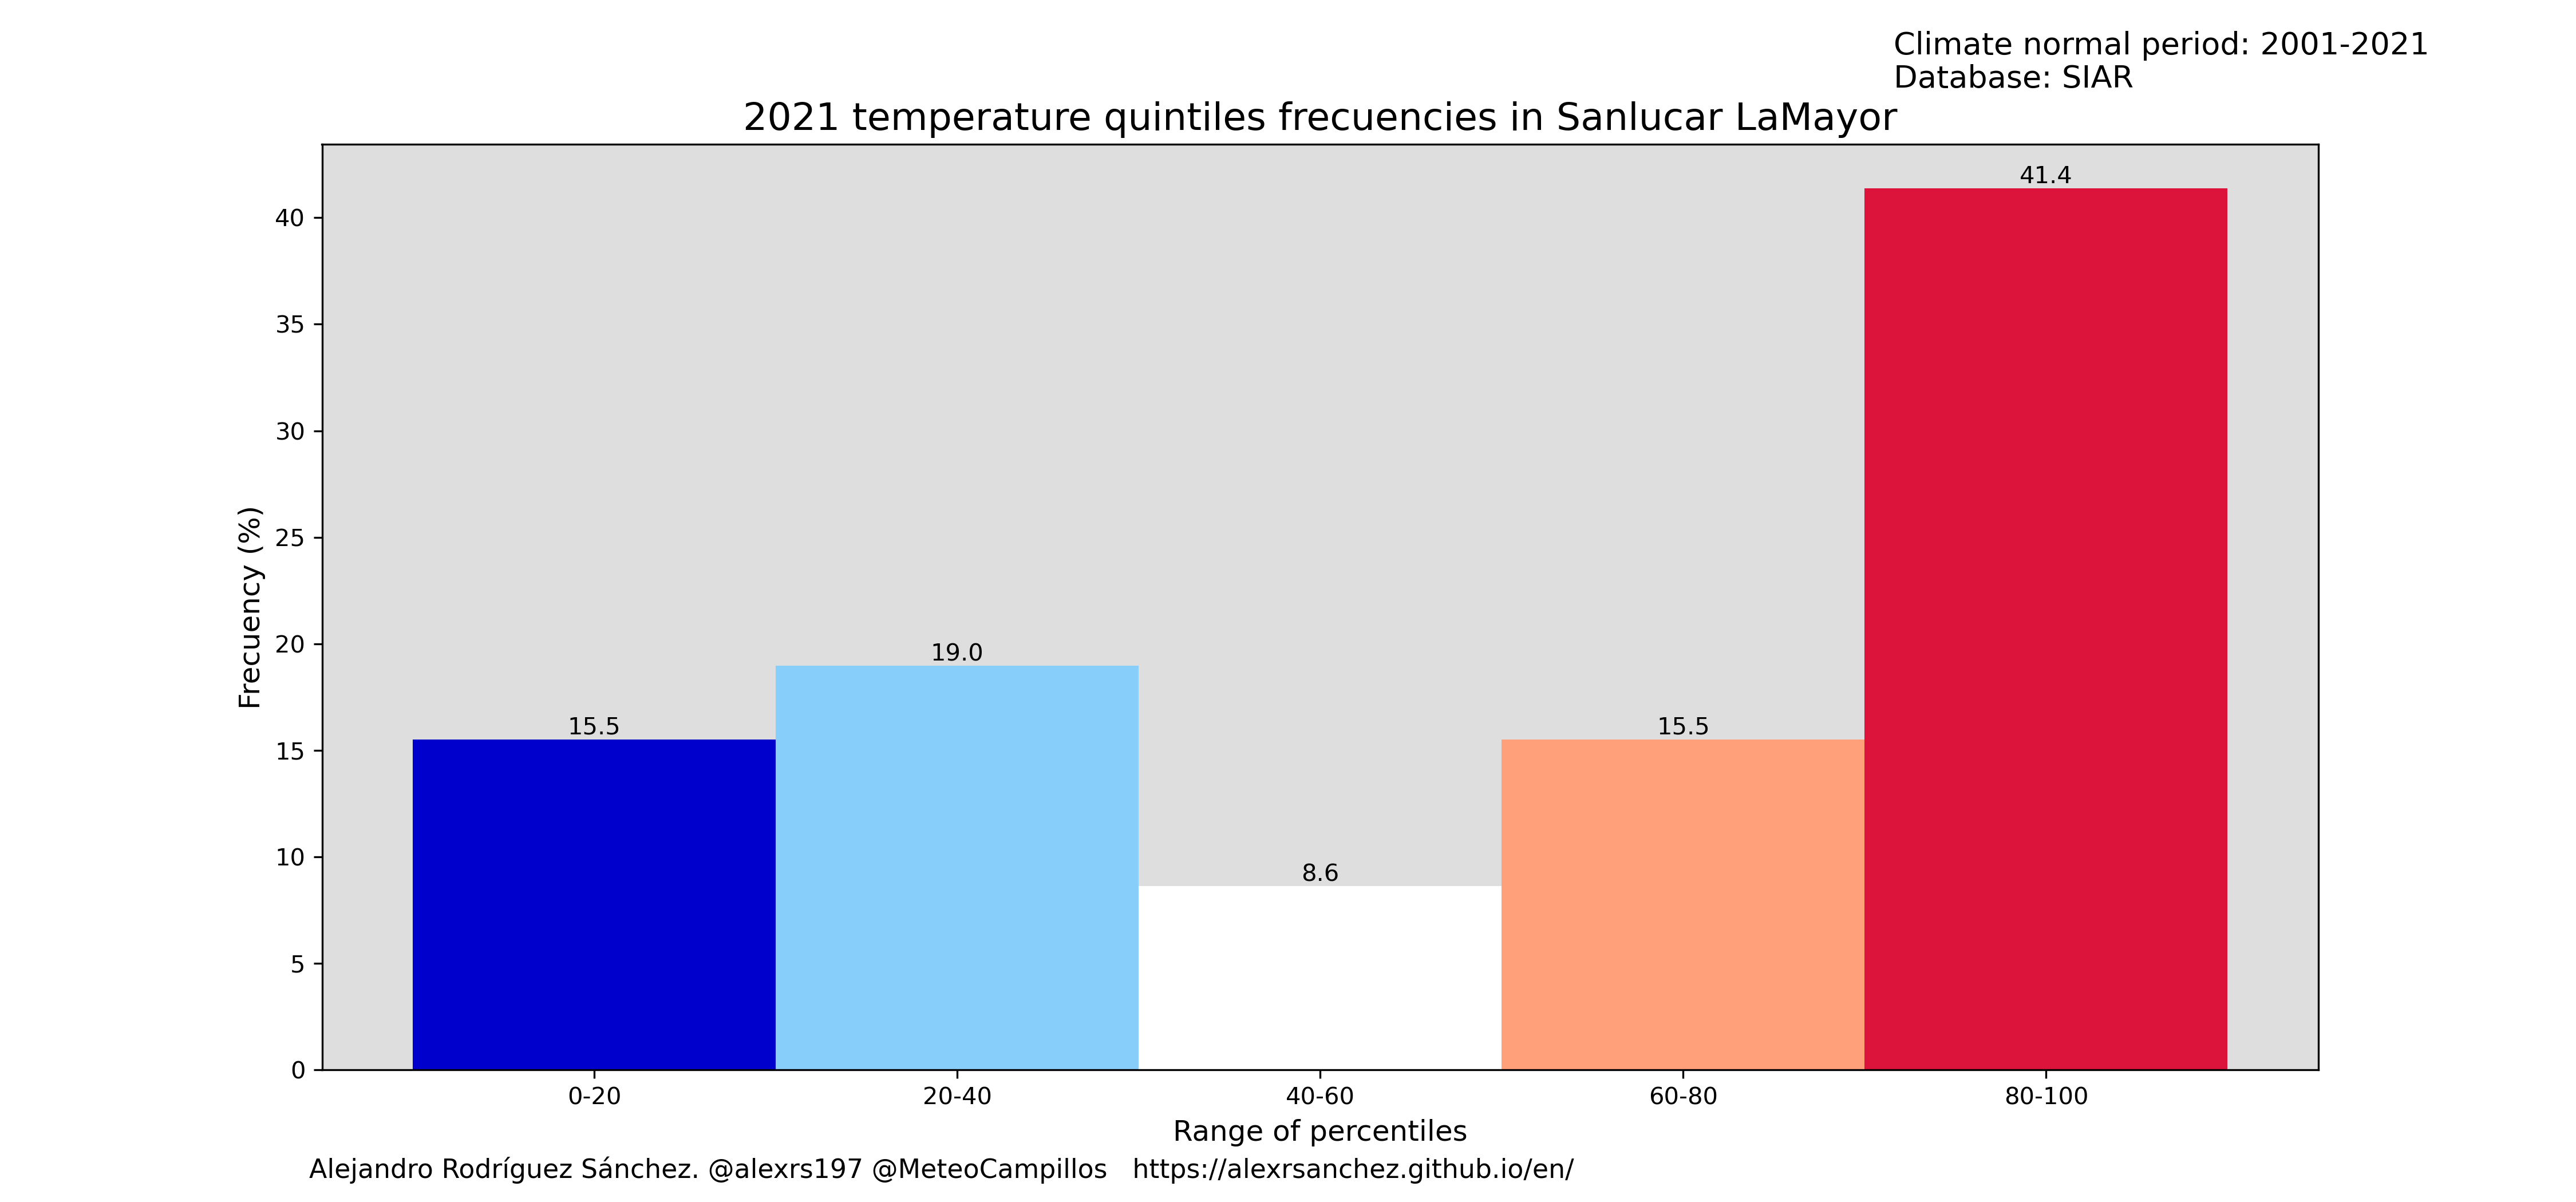 Climate normal period: 2001-2021
Database: SIAR
2021 temperature quintiles frecuencies in Sanlucar LaMayor
41.4
40
35
30
25
20
19.0
15.5
15.5
15
10
8.6
5
0
Frecuency (%)
0-20 20-40 40-60 60-80 80-100
Range of percentiles
Alejandro Rodríguez Sánchez. @alexrs197 @MeteoCampillos https://alexrsanchez.github.io/en/